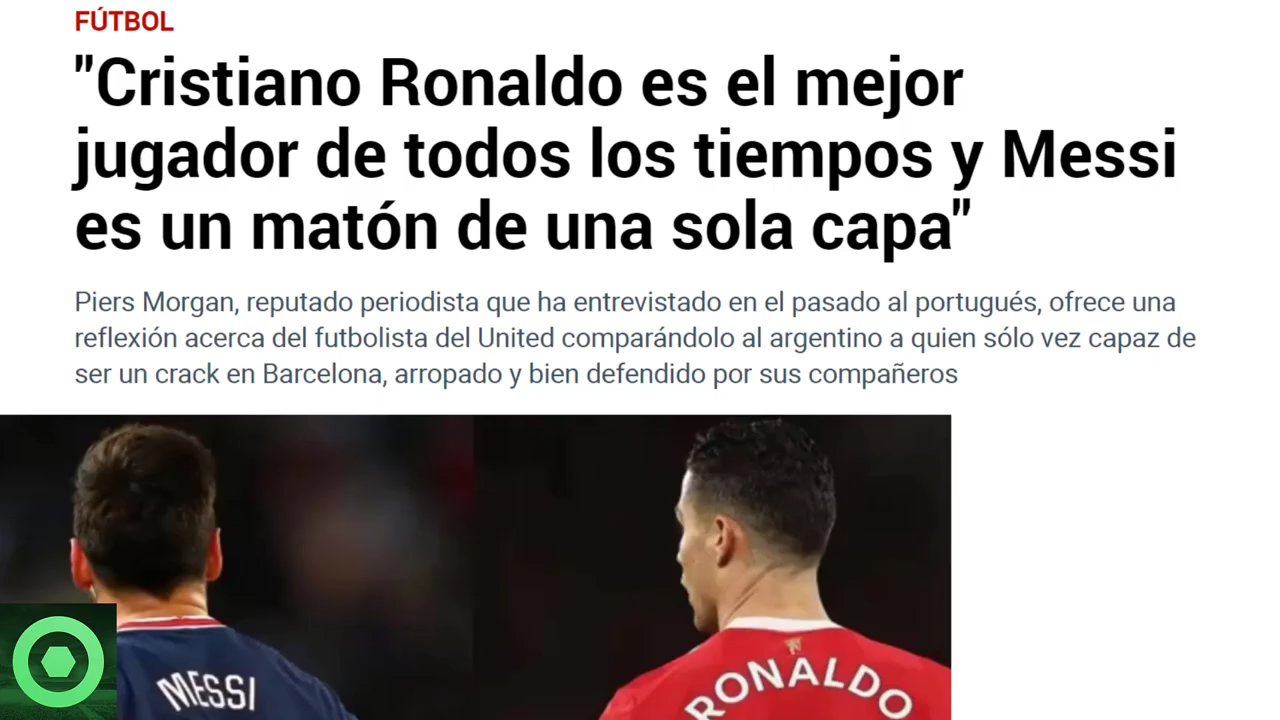 FÚTBOL
"Cristiano Ronaldo es el mejor
jugador de todos los tiempos y Messi
es un matón de una sola capa"
Piers Morgan, reputado periodista que ha entrevistado en el pasado al portugués, ofrece una
reflexión acerca del futbolista del United comparándolo al argentino a quien sólo vez capaz de
ser un crack en Barcelona, arropado y bien defendido por sus compañeros
MESSI
RONALDO